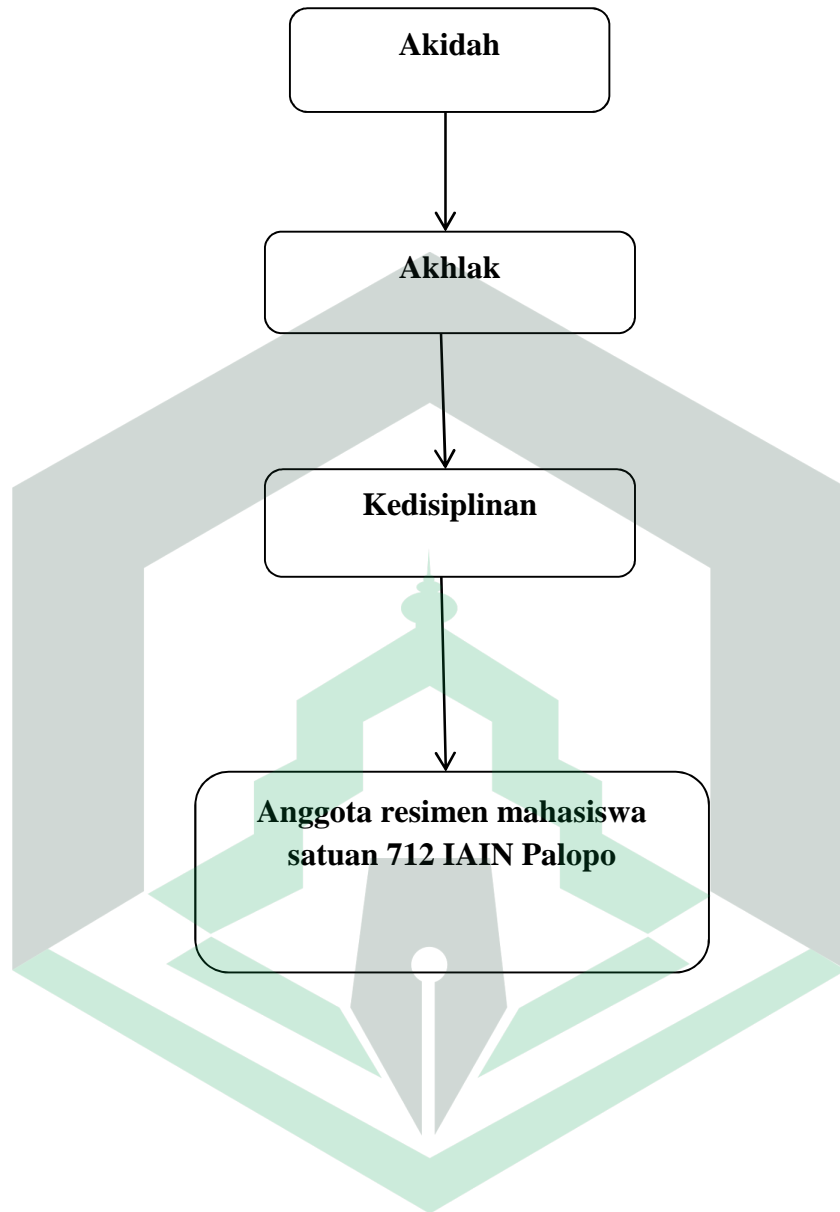 Akidah
Akhlak
Kedisiplinan
Anggota resimen mahasiswa
satuan 712 IAIN Palopo